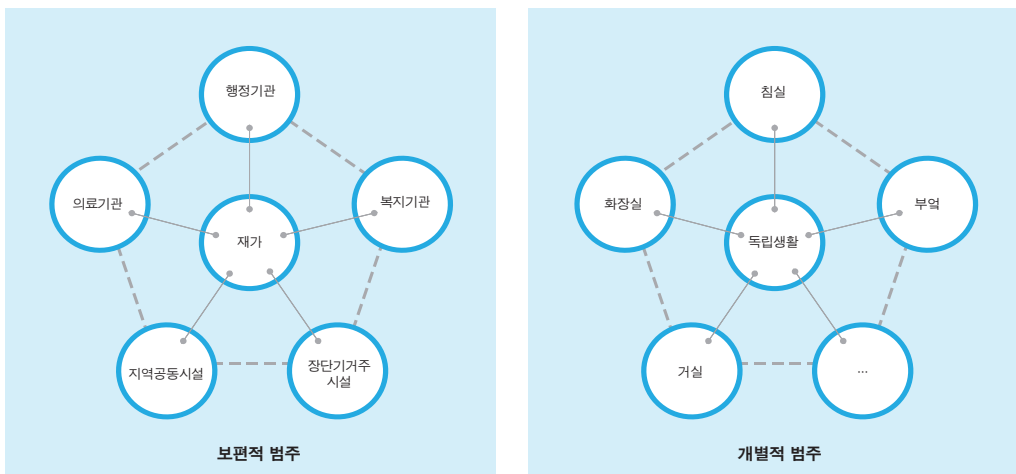 행정기관
의료기관
복지기관
재가
지역공동시설
장단기거주
시설
보편적 범주
침실
화장실
부엌
독립생활
거실
...
개별적 범주